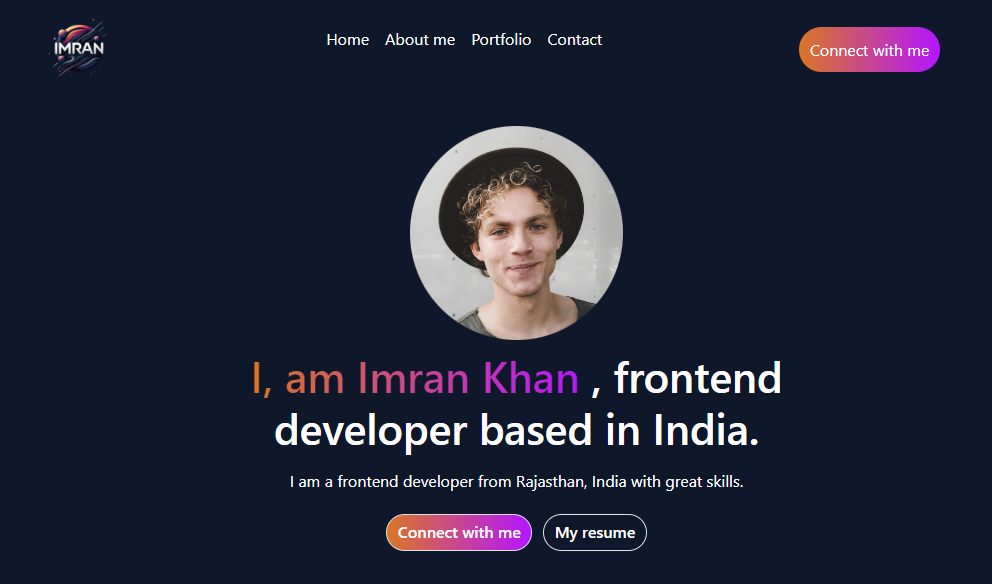 IMRAN
Home About me Portfolio Contact
Connect with me
I, am Imran Khan , frontend
developer based in India.
I am a frontend developer from Rajasthan, India with great skills.
Connect with me My resume